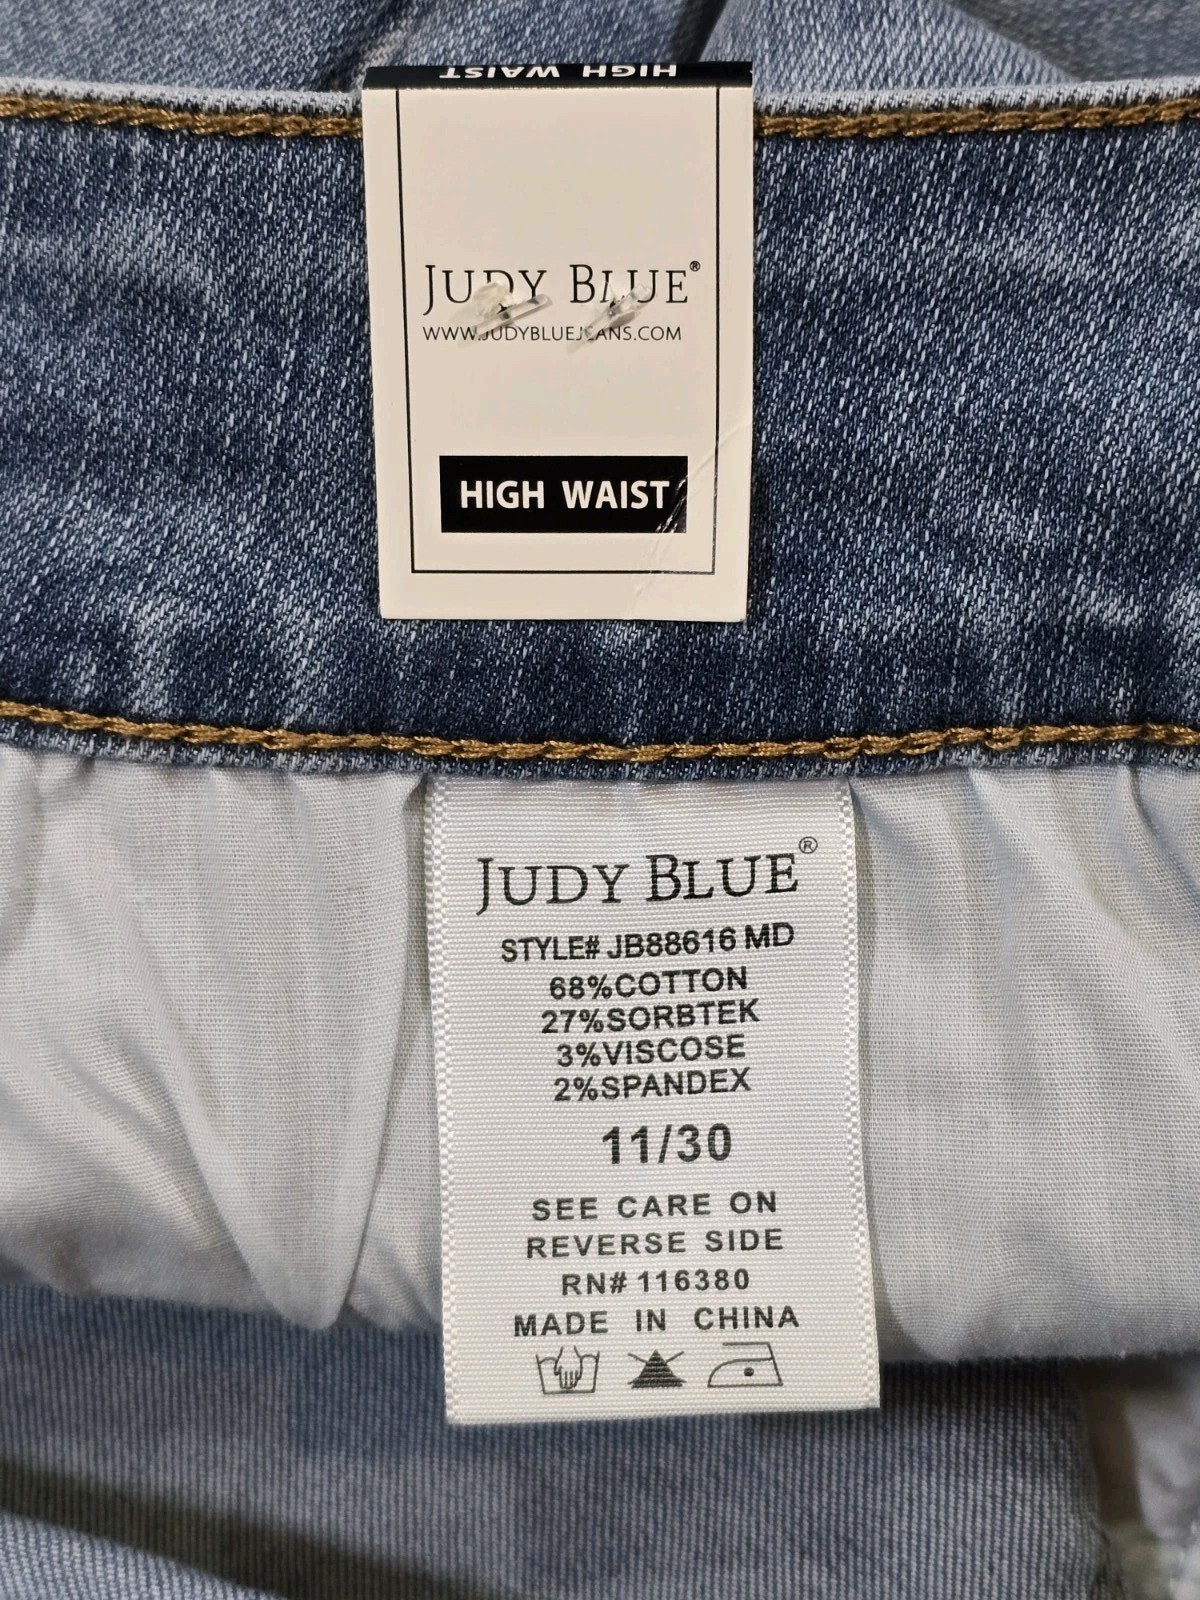 HIGH WAIST
JUDY BLUE®
WWW.JUDYBLUEJEANS.COM
HIGH WAIST
JUDY BLUE®
STYLE# JB88616 MD
68%COTTON
27%SORBTEK
3%VISCOSE
2%SPANDEX
11/30
SEE CARE ON
REVERSE SIDE
RN# 116380
MADE IN CHINA